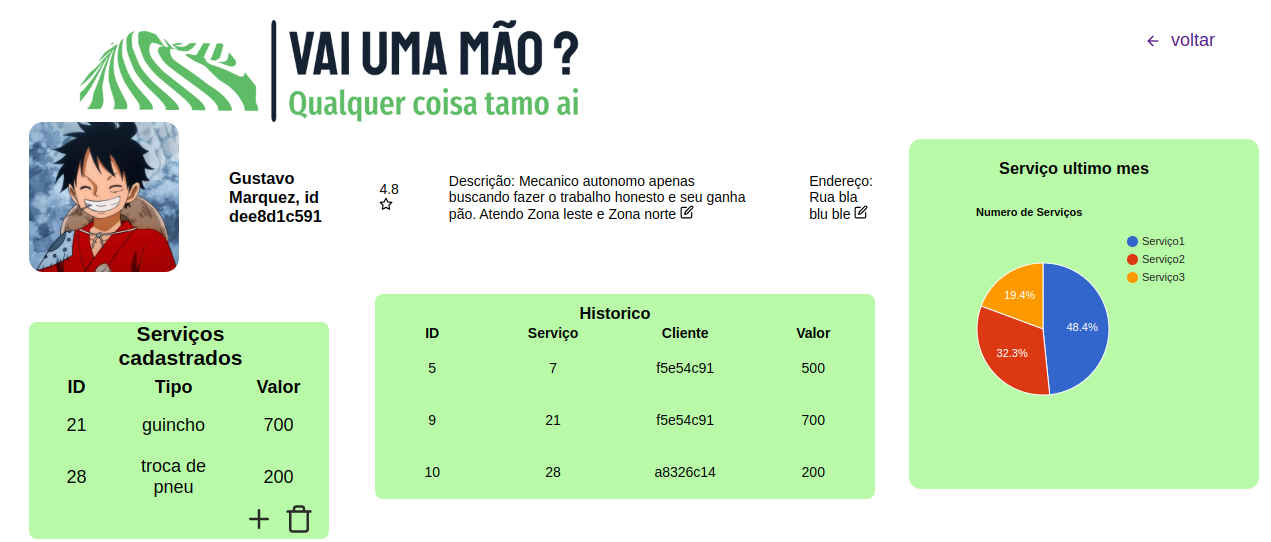 VAI UMA MÃO ?
Qualquer coisa tamo ai
voltar
Gustavo
Marquez, id
dee8d1c591
4.8
Descrição: Mecanico autonomo apenas
buscando fazer o trabalho honesto e seu ganha
pão. Atendo Zona leste e Zona norte
Endereço:
Rua bla
blu ble
Serviços
cadastrados
ID Tipo Valor
21 guincho 700
28 troca de
pneu 200
Historico
ID Serviço Cliente Valor
5 7 f5e54c91 500
9 21 f5e54c91 700
10 28 a8326c14 200
Serviço ultimo mes
Numero de Serviços
Serviço1
Serviço2
Serviço3
19.4%
48.4%
32.3%